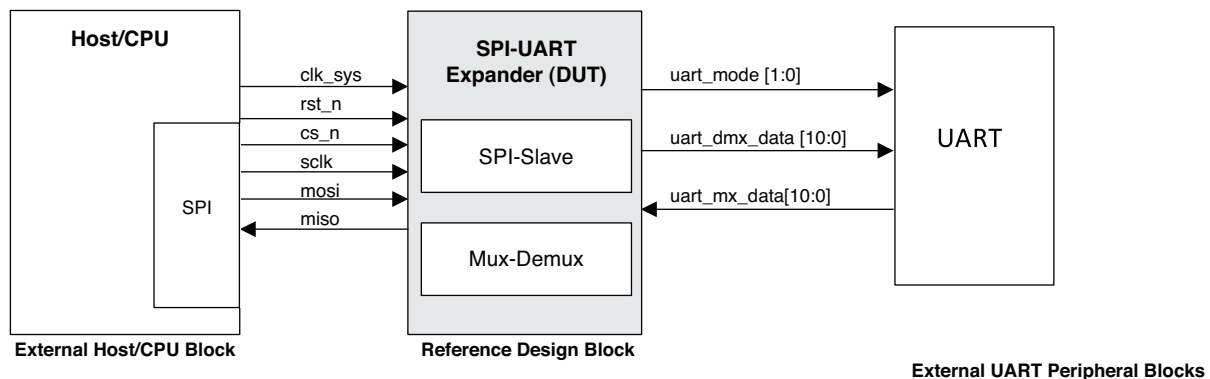 Host/CPU
SPI
External Host/CPU Block
clk_sys
rst_n
cs_n
sclk
mosi
miso
SPI-UART
Expander (DUT)
SPI-Slave
Mux-Demux
Reference Design Block
uart_mode [1:0]
uart_dmx_data [10:0]
uart_mx_data[10:0]
UART
External UART Peripheral Blocks